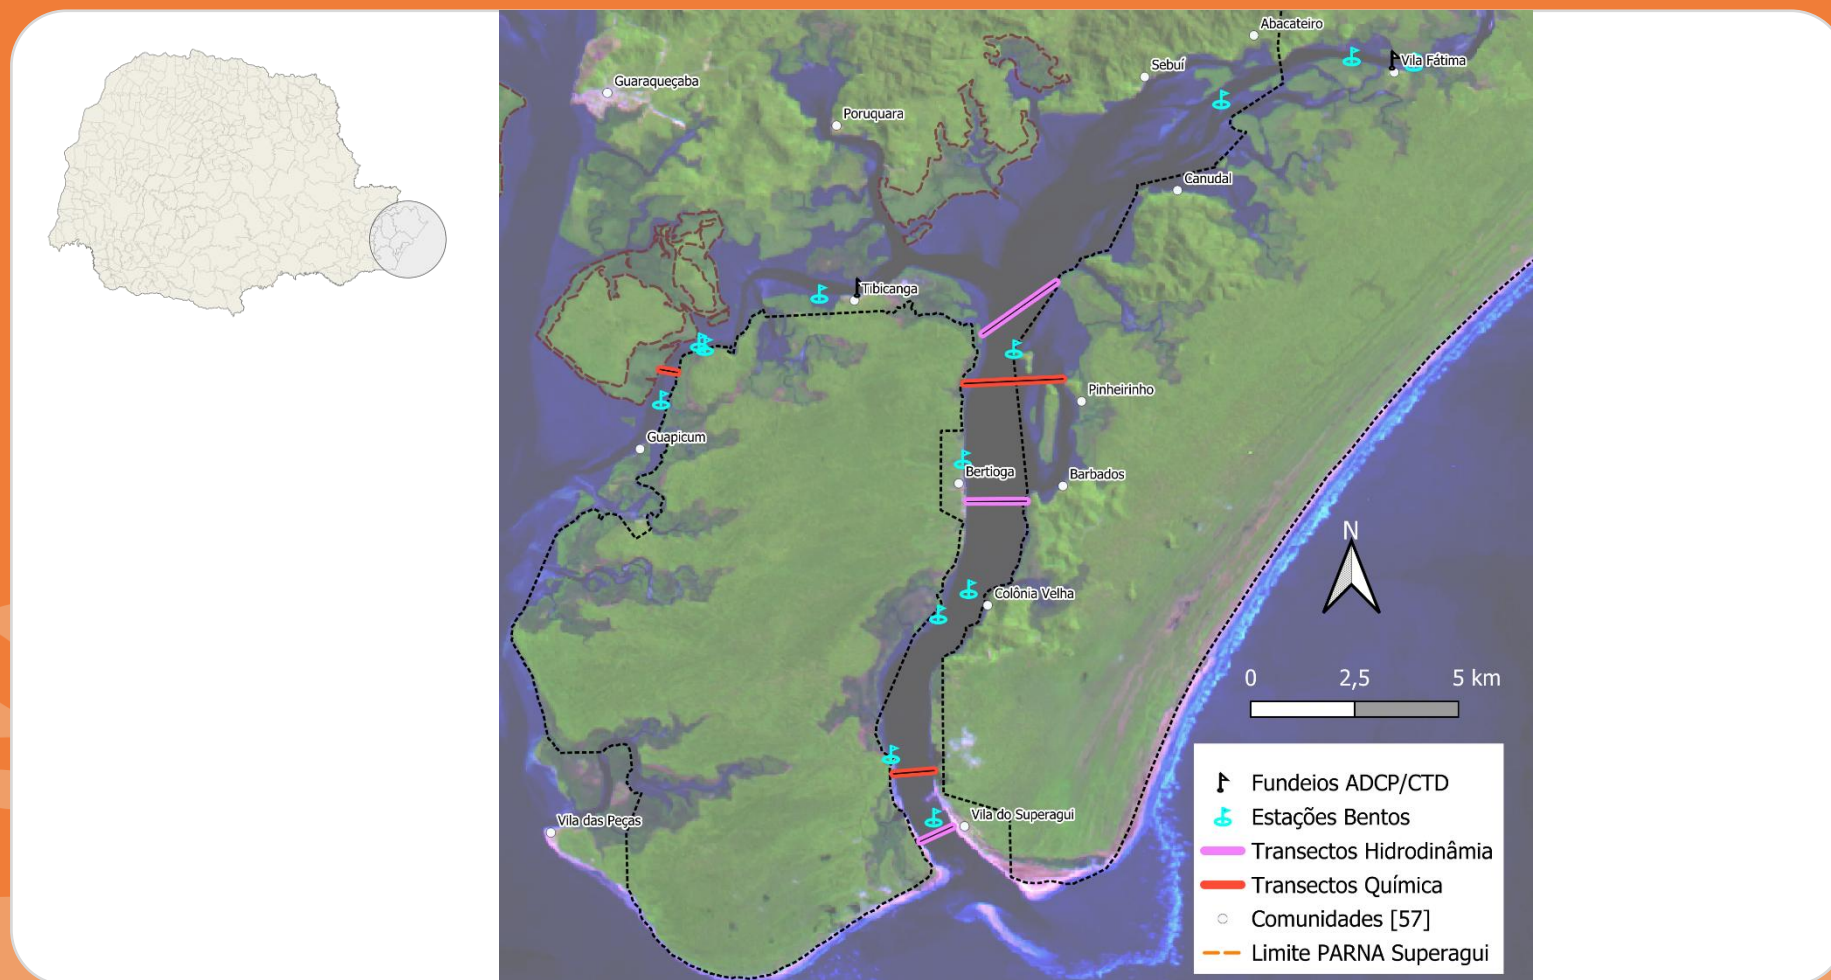 Abacateiro
Vila Fátima
Sebuí
Guaraqueçaba
Poruquara
Canudal
Tibicanga
Pinheirinho
Guapicum
Bertioga
Barbados
N
Colônia Velha
0 2,5 5 km
Vila do Superagui
Vila das Peças
Fundeios ADCP/CTD
Estações Bentos
Transectos Hidrodinâmia
Transectos Química
Comunidades [57]
Limite PARNA Superagui